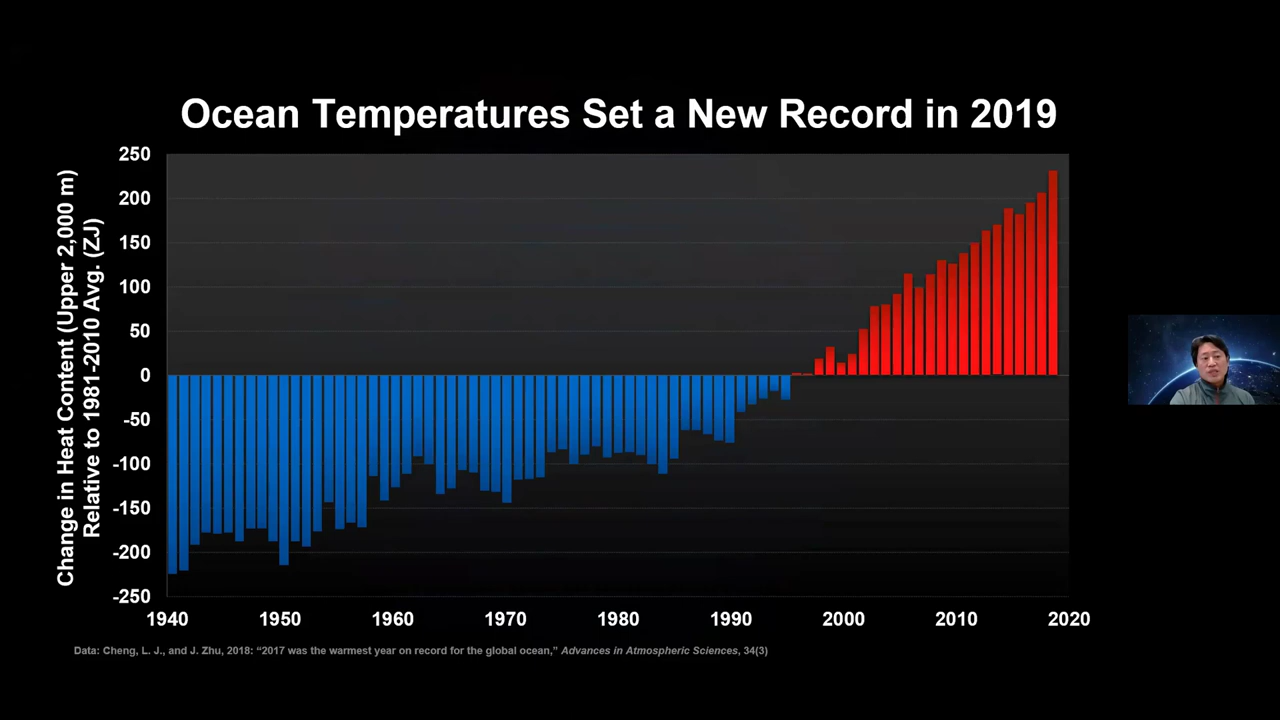 Ocean Temperatures Set a New Record in 2019
Change in Heat Content (Upper 2,000 m)
Relative to 1981-2010 Avg. (ZJ)
250
200
150
100
50
0
-50
-100
-150
-200
-250
1940 1950 1960 1970 1980 1990 2000 2010 2020
Data: Cheng, L. J., and J. Zhu, 2018: “2017 was the warmest year on record for the global ocean,” Advances in Atmospheric Sciences, 34(3)